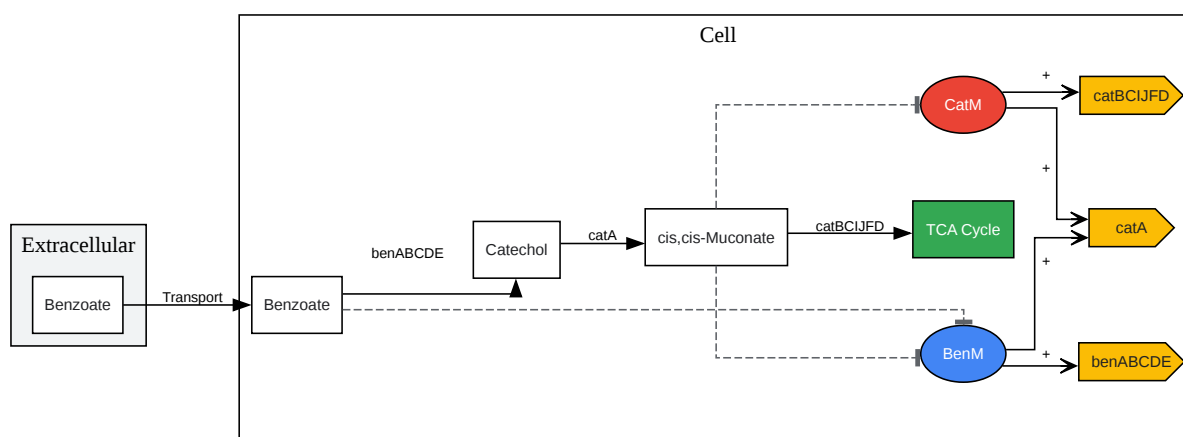 Cell
+
CatM
catBCIJFD
+
Extracellular
benABCDE
Catechol
catA
cis,cis-Muconate
catBCIJFD
TCA Cycle
catA
+
Benzoate
Transport
Benzoate
+
BenM
benABCDE